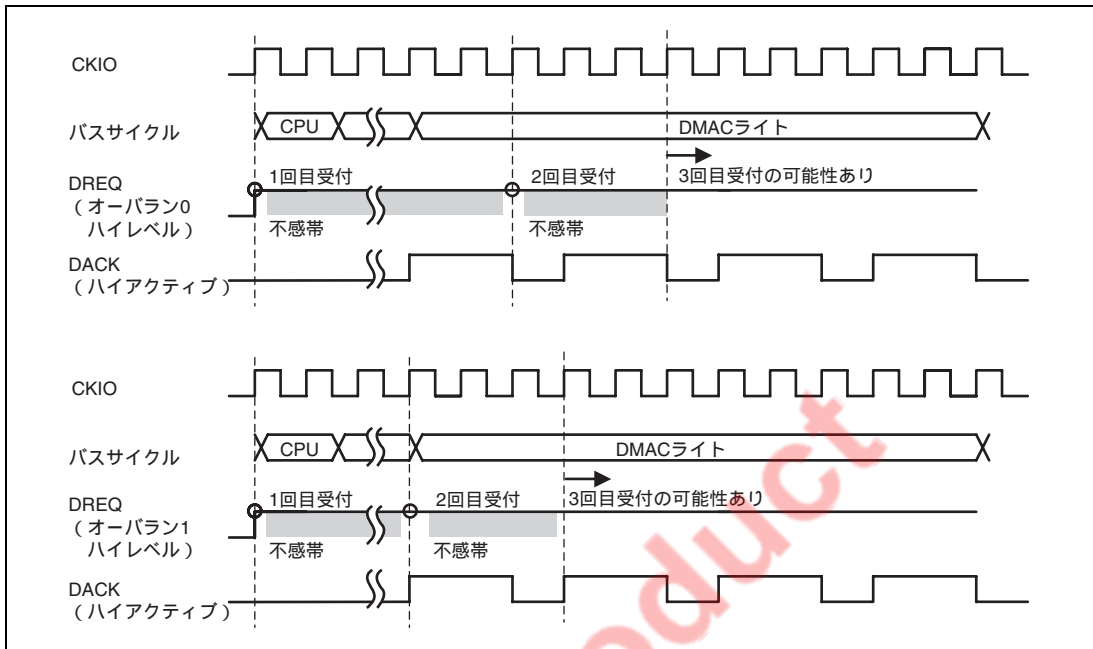 CKIO
バスサイクル
CPU
DMACライト
DREQ
（オーバラン0
ハイレベル）
1回目受付
2回目受付
3回目受付の可能性あり
不感帯
不感帯
DACK
（ハイアクティブ）
CKIO
バスサイクル
CPU
DMACライト
DREQ
（オーバラン1
ハイレベル）
1回目受付
2回目受付
3回目受付の可能性あり
不感帯
不感帯
DACK
（ハイアクティブ）
oduct